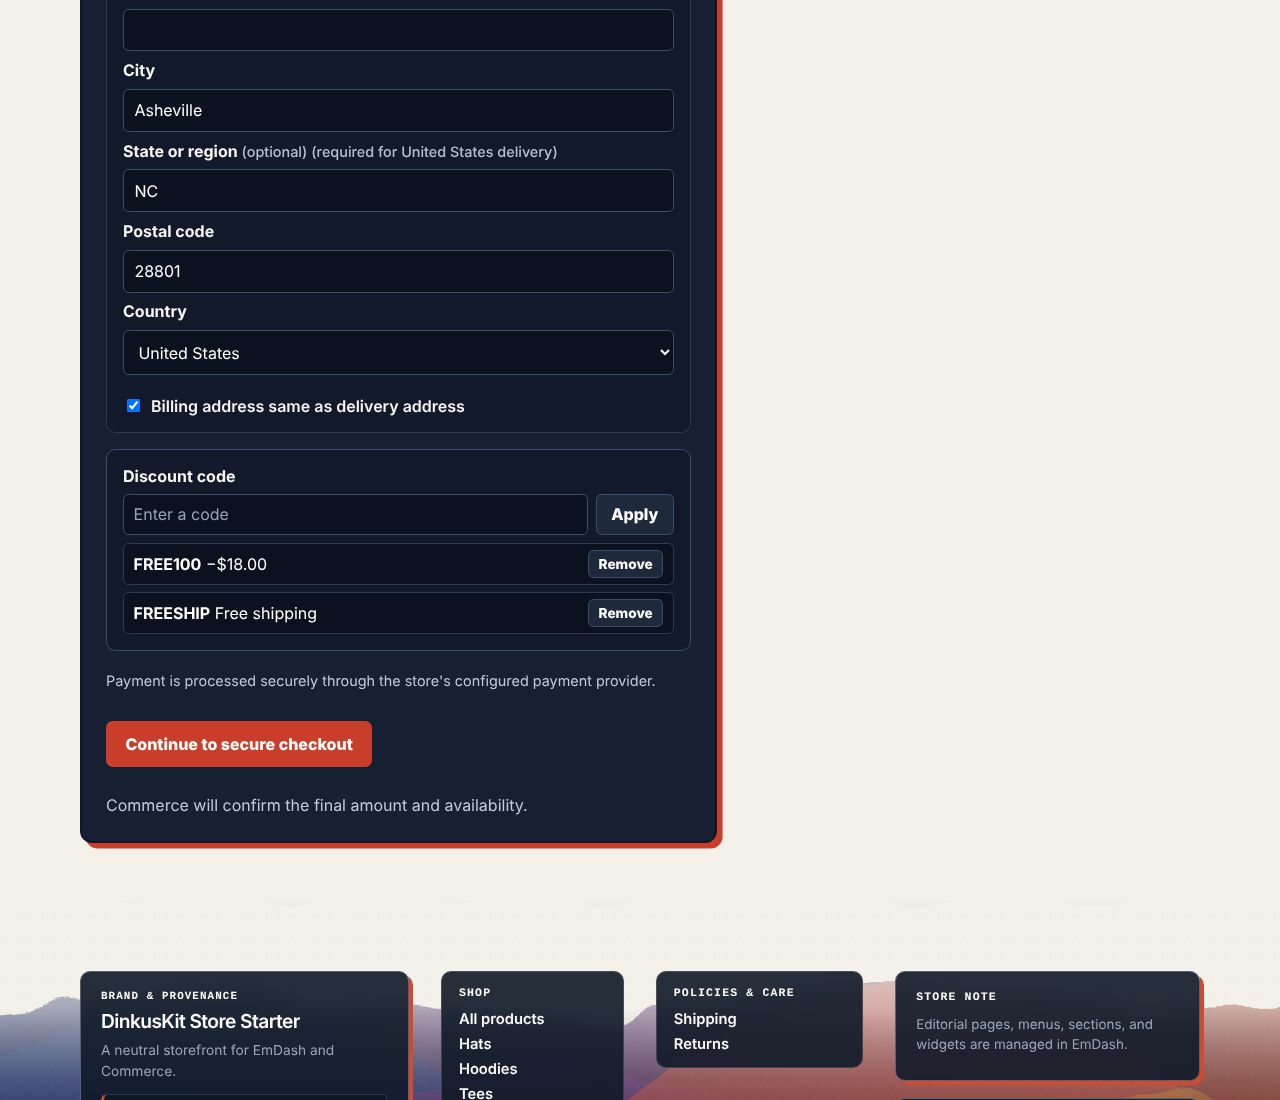 City
Asheville
State or region (optional) (required for United States delivery)
NC
Postal code
28801
Country
United States
Billing address same as delivery address
Discount code
Enter a code
Apply
FREE100 −$18.00
Remove
FREESHIP Free shipping
Remove
Payment is processed securely through the store's configured payment provider.
Continue to secure checkout
Commerce will confirm the final amount and availability.
BRAND & PROVENANCE
DinkusKit Store Starter
A neutral storefront for EmDash and
Commerce.
SHOP
All products
Hats
Hoodies
Tees
POLICIES & CARE
Shipping
Returns
STORE NOTE
Editorial pages, menus, sections, and
widgets are managed in EmDash.